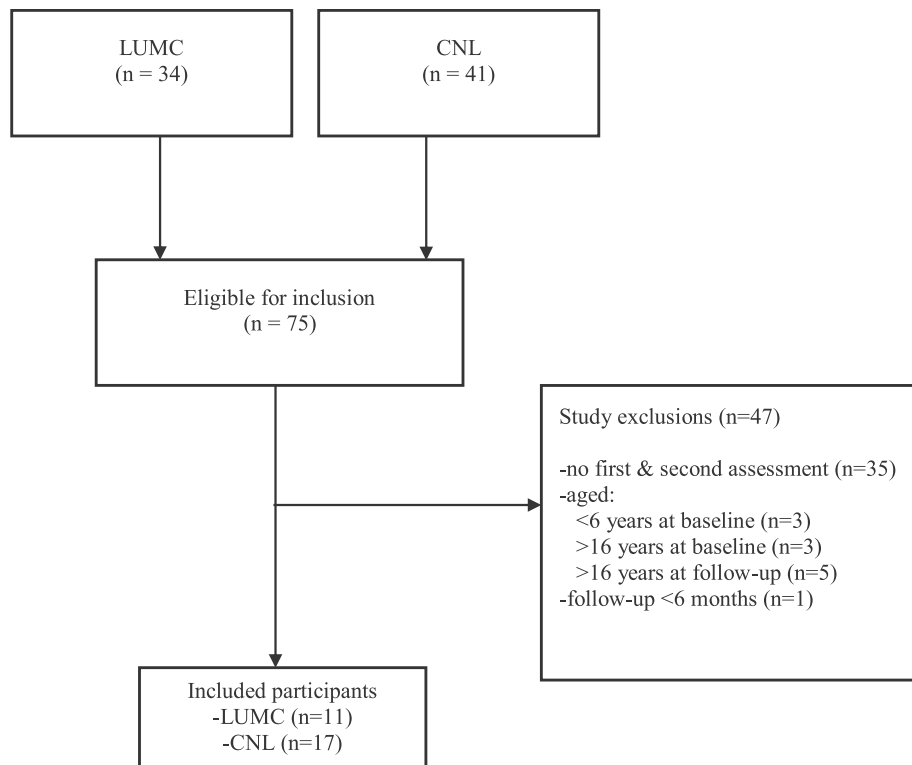 LUMC
(n = 34)
CNL
(n = 41)
Eligible for inclusion
(n = 75)
Study exclusions (n=47)
-no first & second assessment (n=35)
-aged:
<6 years at baseline (n=3)
>16 years at baseline (n=3)
>16 years at follow-up (n=5)
-follow-up <6 months (n=1)
Included participants
-LUMC (n=11)
-CNL (n=17)